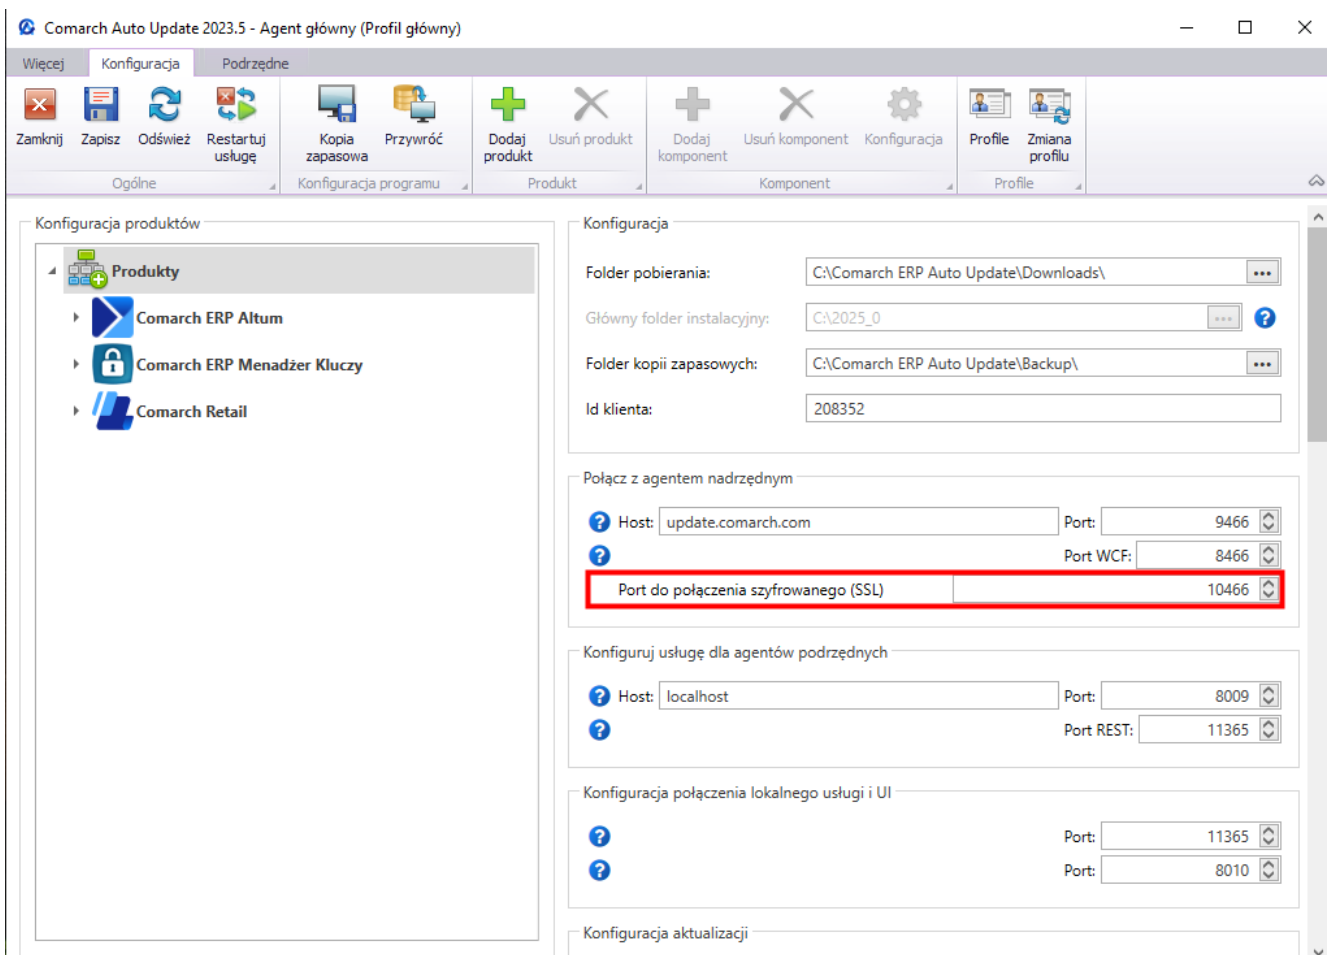 Comarch Auto Update 2023.5 - Agent główny (Profil główny)
Więcej Konfiguracja Podrzędne
Zamknij Zapisz Odśwież Restartuj usługę Kopia zapasowa Przywróć Dodaj produkt Usuń produkt Dodaj komponent Usuń komponent Konfiguracja Profile Zmiana profilu
Ogólne Konfiguracja programu Produkt Komponent Profile
Konfiguracja produktów
Produkty
Comarch ERP Altum
Comarch ERP Menadżer Kluczy
Comarch Retail
Konfiguracja
Folder pobierania: C:\Comarch ERP Auto Update\Downloads\ ...
Główny folder instalacyjny: C:\2025_0 ... ?
Folder kopii zapasowych: C:\Comarch ERP Auto Update\Backup\ ...
Id klienta: 208352
Połącz z agentem nadrzędnym
? Host: update.comarch.com Port: 9466
? Port WCF: 8466
Port do połączenia szyfrowanego (SSL) 10466
Konfiguruj usługę dla agentów podrzędnych
? Host: localhost Port: 8009
? Port REST: 11365
Konfiguracja połączenia lokalnego usługi i UI
? Port: 11365
? Port: 8010
Konfiguracja aktualizacji